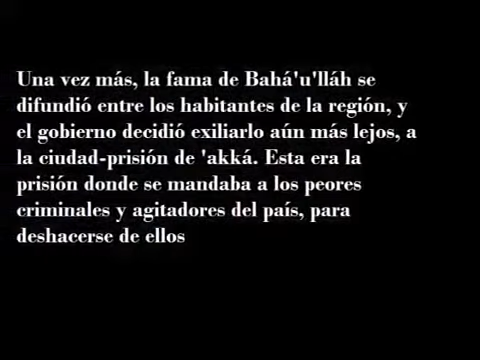 Una vez más, la fama de Bahá'u'lláh se
difundió entre los habitantes de la región, y
el gobierno decidió exiliarlo aún más lejos, a
la ciudad-prisión de 'akká. Esta era la
prisión donde se mandaba a los peores
criminales y agitadores del país, para
deshacerse de ellos